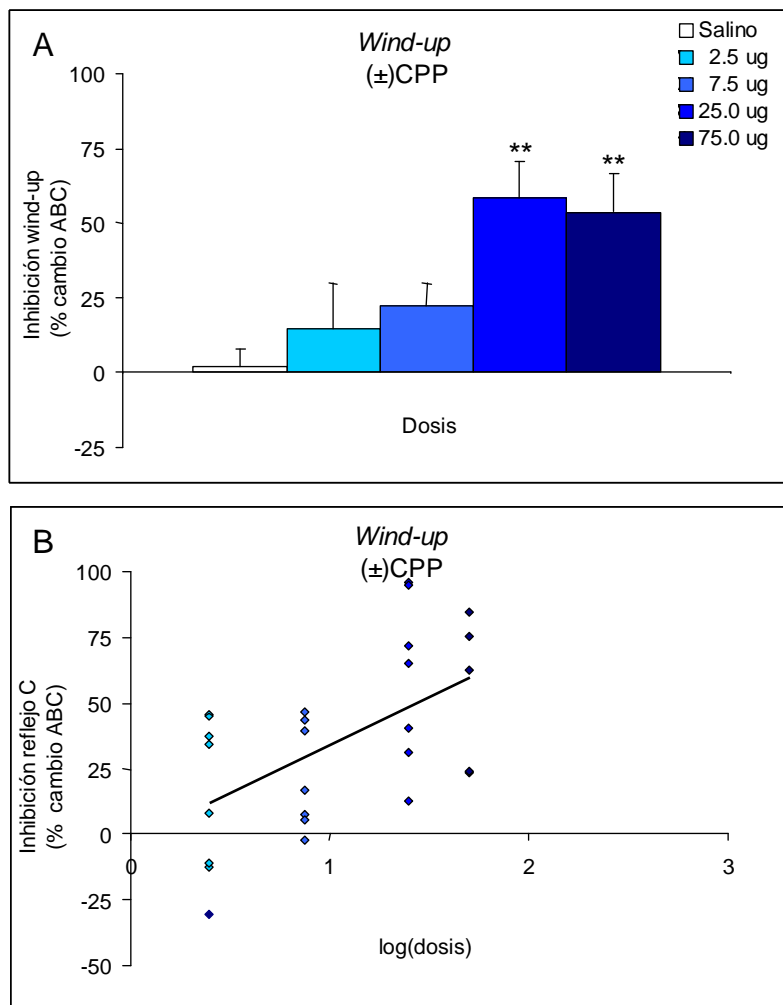 A
Wind-up
(±)CPP
Salino
2.5 ug
7.5 ug
25.0 ug
75.0 ug
Inhibición wind-up
(% cambio ABC)
100
75
50
25
0
-25
**
**
Dosis
B
Wind-up
(±)CPP
Inhibición reflejo C
(% cambio ABC)
100
75
50
25
0
-25
-50
0
1
2
3
log(dosis)